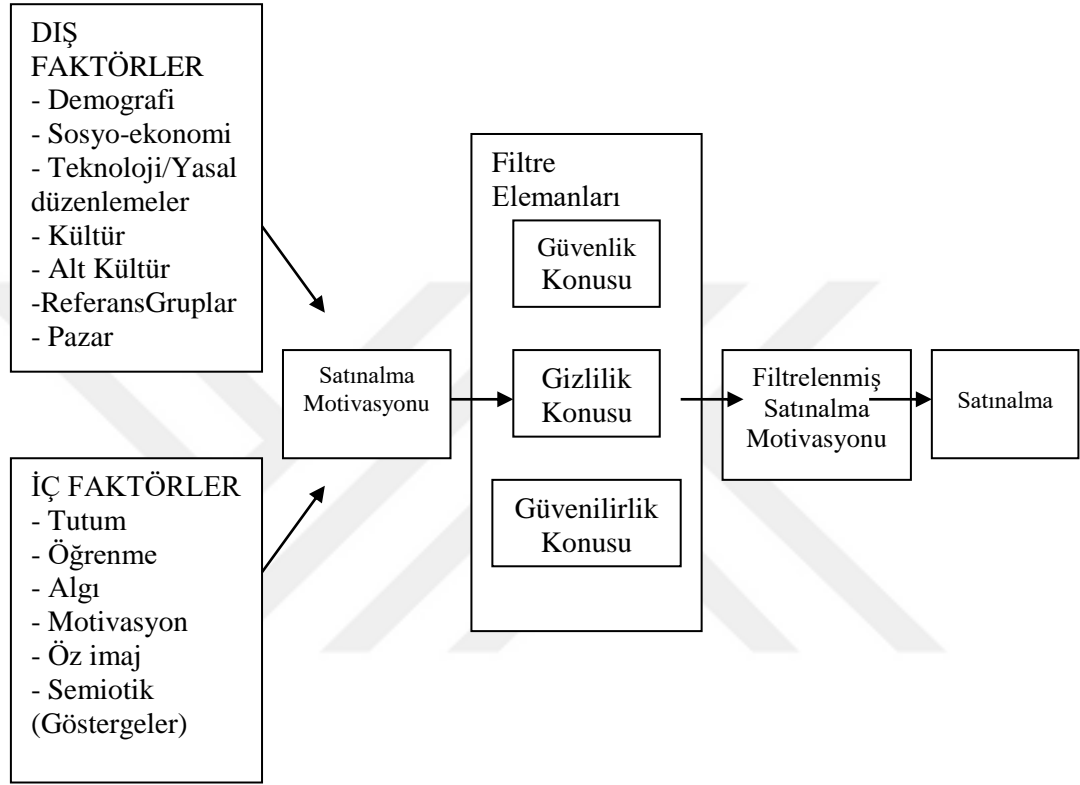 DIŞ
FAKTÖRLER
- Demografi
- Sosyo-ekonomi
- Teknoloji/Yasal
düzenlemeler
- Kültür
- Alt Kültür
-ReferansGruplar
- Pazar
İÇ FAKTÖRLER
- Tutum
- Öğrenme
- Algı
- Motivasyon
- Öz imaj
- Semiotik
(Göstergeler)
Satınalma
Motivasyonu
Filtre
Elemanları
Güvenlik
Konusu
Gizlilik
Konusu
Güvenilirlik
Konusu
Filtrelenmiş
Satınalma
Motivasyonu
Satınalma